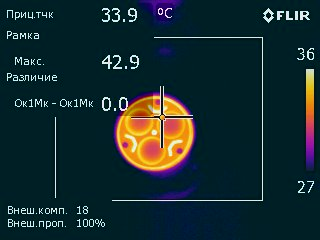 Приц.тчк 33.9 °C
FLIR
Рамка
Макс. 42.9
Различие
Ок1Мк - Ок1Мк 0.0
36
27
Внеш.комп. 18
Внеш.проп. 100%